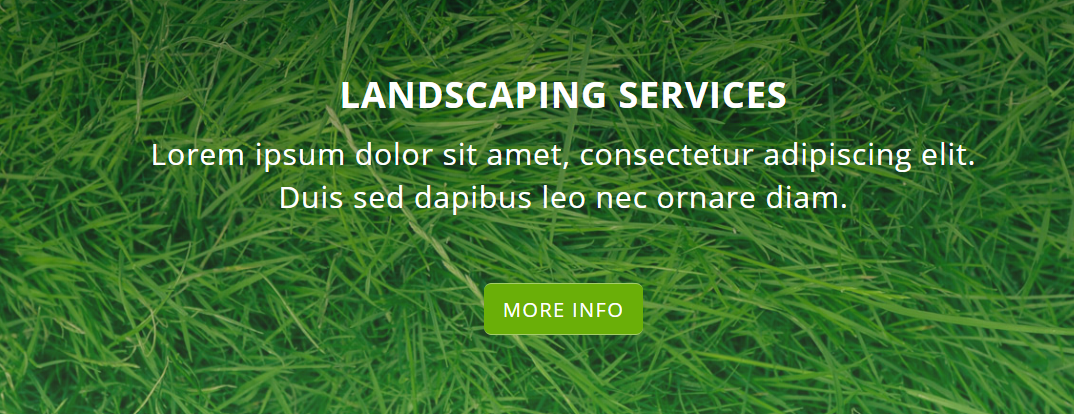 LANDSCAPING SERVICES
Lorem ipsum dolor sit amet, consectetur adipiscing elit.
Duis sed dapibus leo nec ornare diam.
MORE INFO